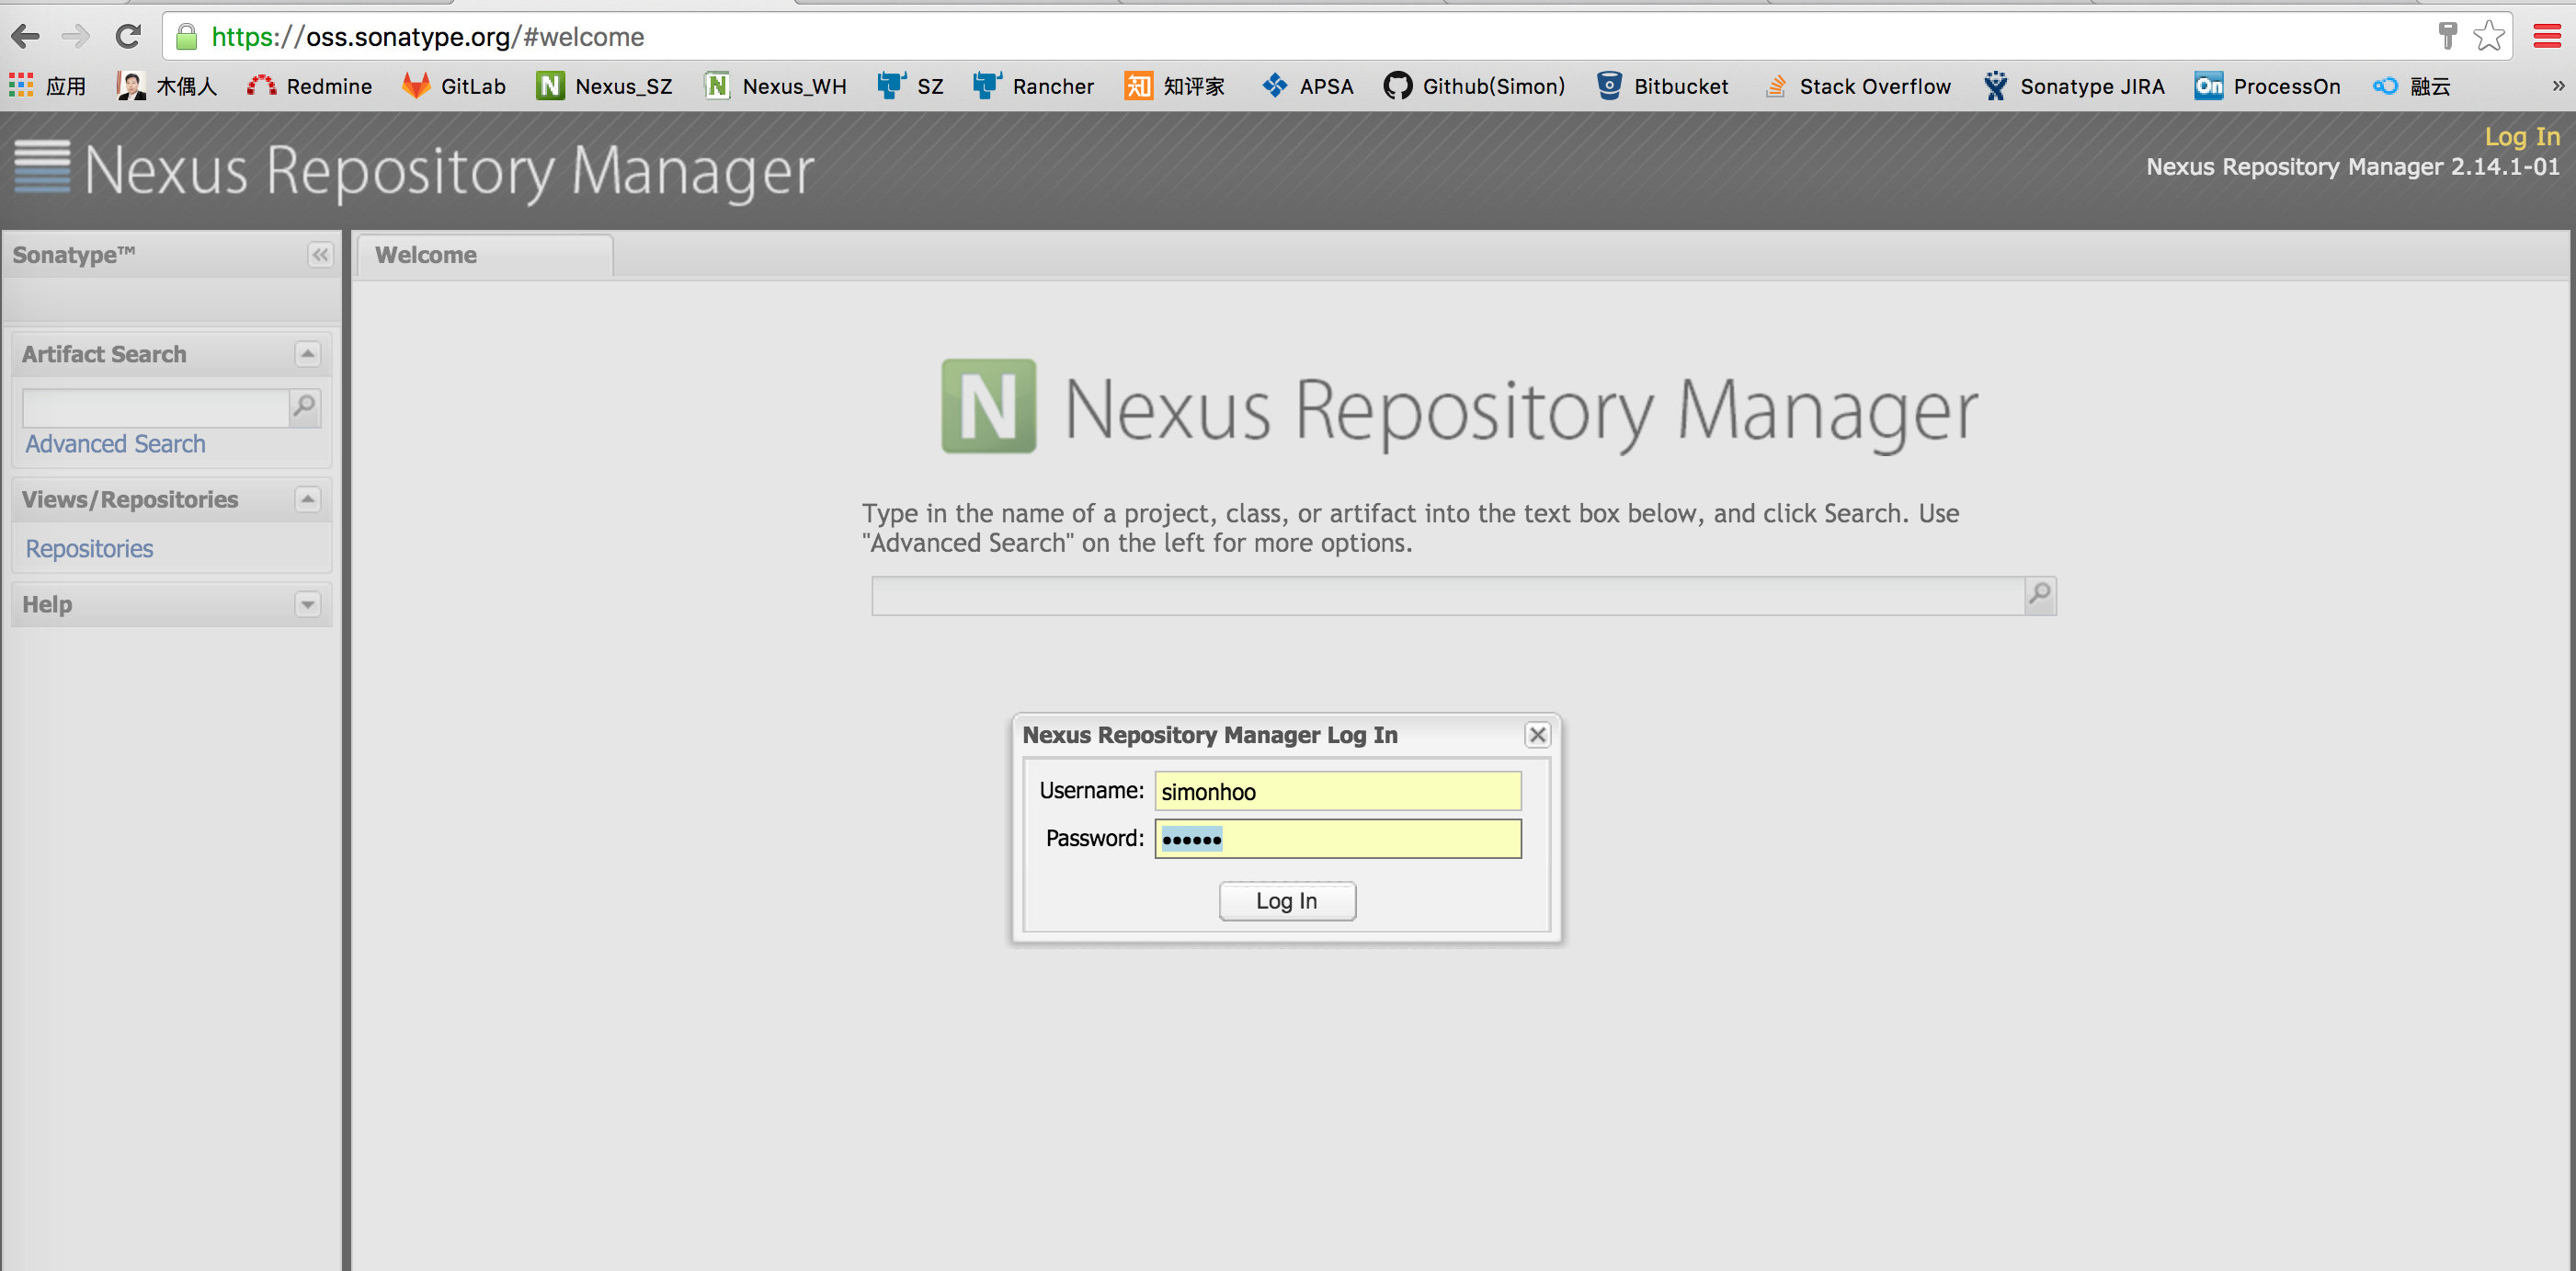 https://oss.sonatype.org/#welcome
应用 木偶人 Redmine GitLab Nexus_SZ Nexus_WH SZ Rancher 知评家 APSA Github(Simon) Bitbucket Stack Overflow Sonatype JIRA ProcessOn 融云 »
Nexus Repository Manager
Log In
Nexus Repository Manager 2.14.1-01
Sonatype™
Artifact Search
Advanced Search
Views/Repositories
Repositories
Help
Welcome
N Nexus Repository Manager
Type in the name of a project, class, or artifact into the text box below, and click Search. Use
"Advanced Search" on the left for more options.
Nexus Repository Manager Log In
Username: simonhoo
Password: ••••••
Log In